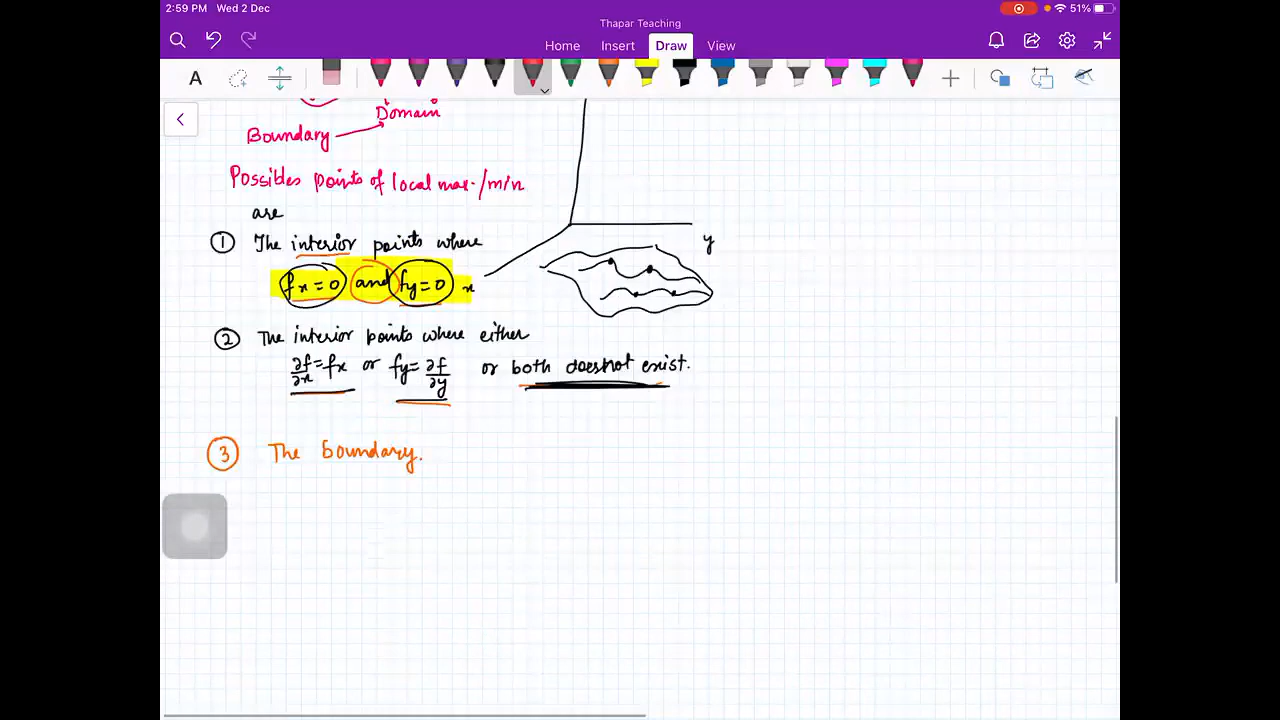 2:59 PM Wed 2 Dec
51%
Thapar Teaching
Home Insert Draw View
A
Domain
Boundary
Possibles points of local max./min
are
① The interior points where
fx = 0 and fy = 0
x
y
② The interior points where either
∂f/∂x = fx or fy = ∂f/∂y or both does not exist.
③ The boundary.